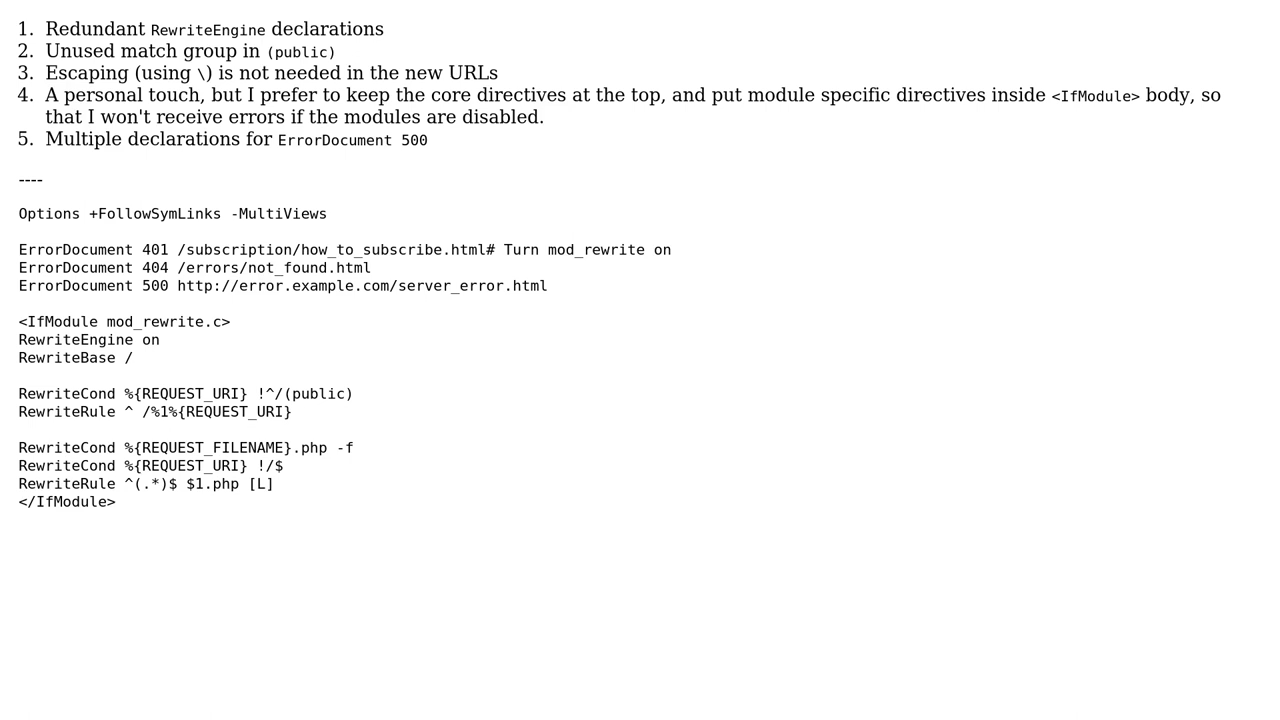 1. Redundant RewriteEngine declarations
2. Unused match group in (public)
3. Escaping (using \) is not needed in the new URLs
4. A personal touch, but I prefer to keep the core directives at the top, and put module specific directives inside <IfModule> body, so
that I won't receive errors if the modules are disabled.
5. Multiple declarations for ErrorDocument 500
----
Options +FollowSymLinks -MultiViews
ErrorDocument 401 /subscription/how_to_subscribe.html# Turn mod_rewrite on
ErrorDocument 404 /errors/not_found.html
ErrorDocument 500 http://error.example.com/server_error.html
<IfModule mod_rewrite.c>
RewriteEngine on
RewriteBase /
RewriteCond %{REQUEST_URI} !^/(public)
RewriteRule ^ /%1%{REQUEST_URI}
RewriteCond %{REQUEST_FILENAME}.php -f
RewriteCond %{REQUEST_URI} !/$
RewriteRule ^(.*)$ $1.php [L]
</IfModule>